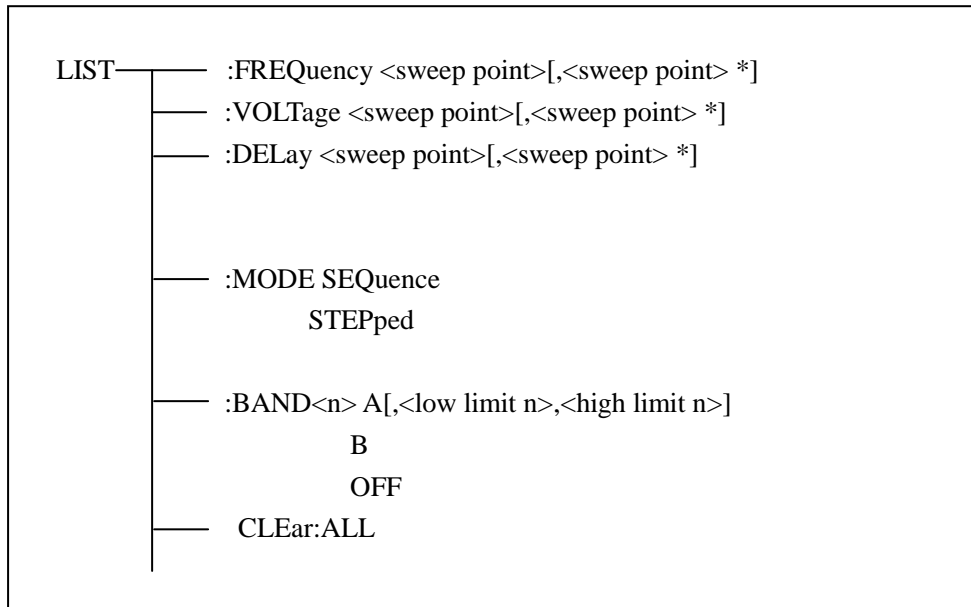 LIST :FREQuency <sweep point>[,<sweep point> *]
:VOLTage <sweep point>[,<sweep point> *]
:DELay <sweep point>[,<sweep point> *]
:MODE SEQuence
STEPped
:BAND<n> A[,<low limit n>,<high limit n>]
B
OFF
CLEar:ALL